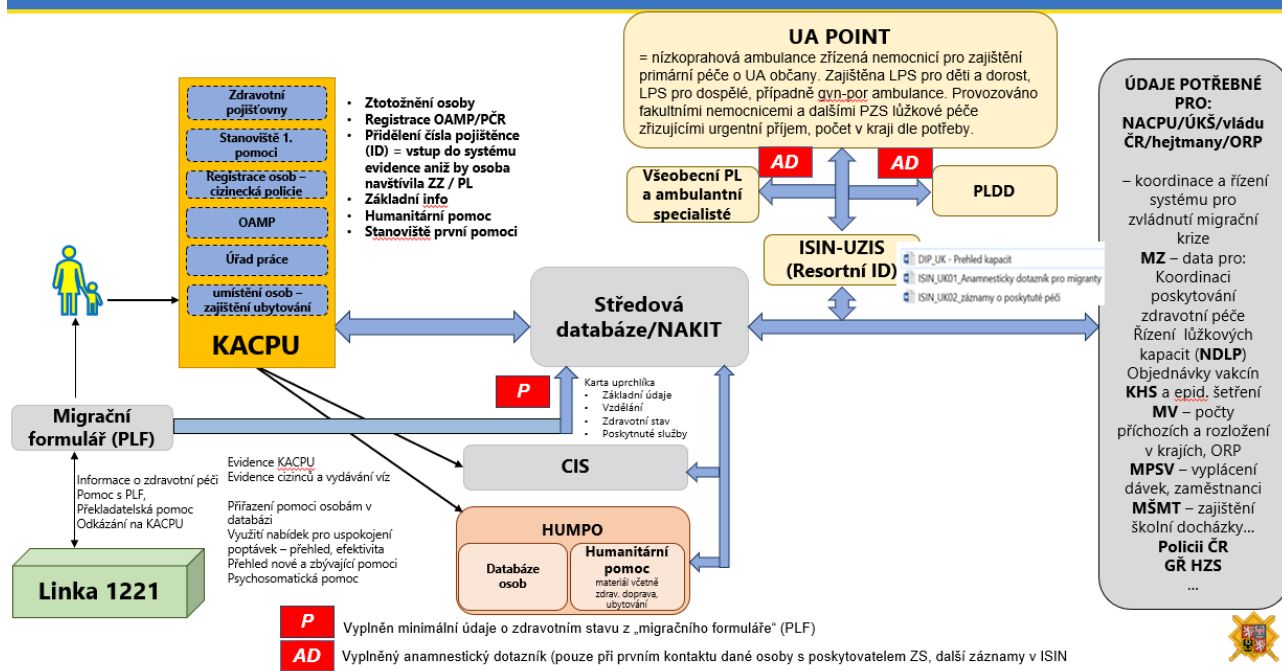 UA POINT
= nízkoprahová ambulance zřízená nemocnicí pro zajištění
primární péče o UA občany. Zajištěna LPS pro děti a dorost,
LPS pro dospělé, případně gyn-por ambulance. Provozováno
fakultními nemocnicemi a dalšími PZS lůžkové péče
zřizujícími urgentní příjem, počet v kraji dle potřeby.
AD
AD
Všeobecní PL
a ambulantní
specialisté
PLDD
ISIN-UZIS
(Resortní ID)
DIP_UK - Prehled kapacit
ISIN_UK01_Anamnesticky dotazník pro migranty
ISIN_UK02_záznamy o poskytuté péči
Zdravotní
pojišťovny
Stanoviště 1.
pomoci
Registrace osob –
cizinecká policie
OAMP
Úřad práce
umístění osob –
zajištění ubytování
KACPU
• Ztotožnění osoby
• Registrace OAMP/PČR
• Přidělení čísla pojištěnce
(ID) = vstup do systému
evidence aniž by osoba
navštívila ZZ / PL
• Základní info
• Humanitární pomoc
• Stanoviště první pomoci
Středová
databáze/NAKIT
P
Karta uprchlíka
• Základní údaje
• Vzdělání
• Zdravotní stav
• Poskytnuté služby
Migrační
formulář (PLF)
Informace o zdravotní péči
Pomoc s PLF,
Překladatelská pomoc
Odkázání na KACPU
Linka 1221
Evidence KACPU
Evidence cizinců a vydávání víz
Přiřazení pomoci osobám v
databázi
Využití nabídek pro uspokojení
poptávek – přehled, efektivita
Přehled nové a zbývající pomoci
Psychosomatická pomoc
CIS
HUMPO
Databáze
osob
Humanitární
pomoc
materiál včetně
zdrav. doprava,
ubytování
ÚDAJE POTŘEBNÉ
PRO:
NACPU/ÚKŠ/vládu
ČR/hejtmany/ORP
– koordinace a řízení
systému pro
zvládnutí migrační
krize
MZ – data pro:
Koordinaci
poskytování
zdravotní péče
Řízení lůžkových
kapacit (NDLP)
Objednávky vakcín
KHS a epid. šetření
MV – počty
příchozích a rozložení
v krajích, ORP
MPSV – vyplácení
dávek, zaměstnanci
MŠMT – zajištění
školní docházky…
Policii ČR
GŘ HZS
…
P Vyplněn minimální údaje o zdravotním stavu z „migračního formuláře“ (PLF)
AD Vyplněný anamnestický dotazník (pouze při prvním kontaktu dané osoby s poskytovatelem ZS, další záznamy v ISIN